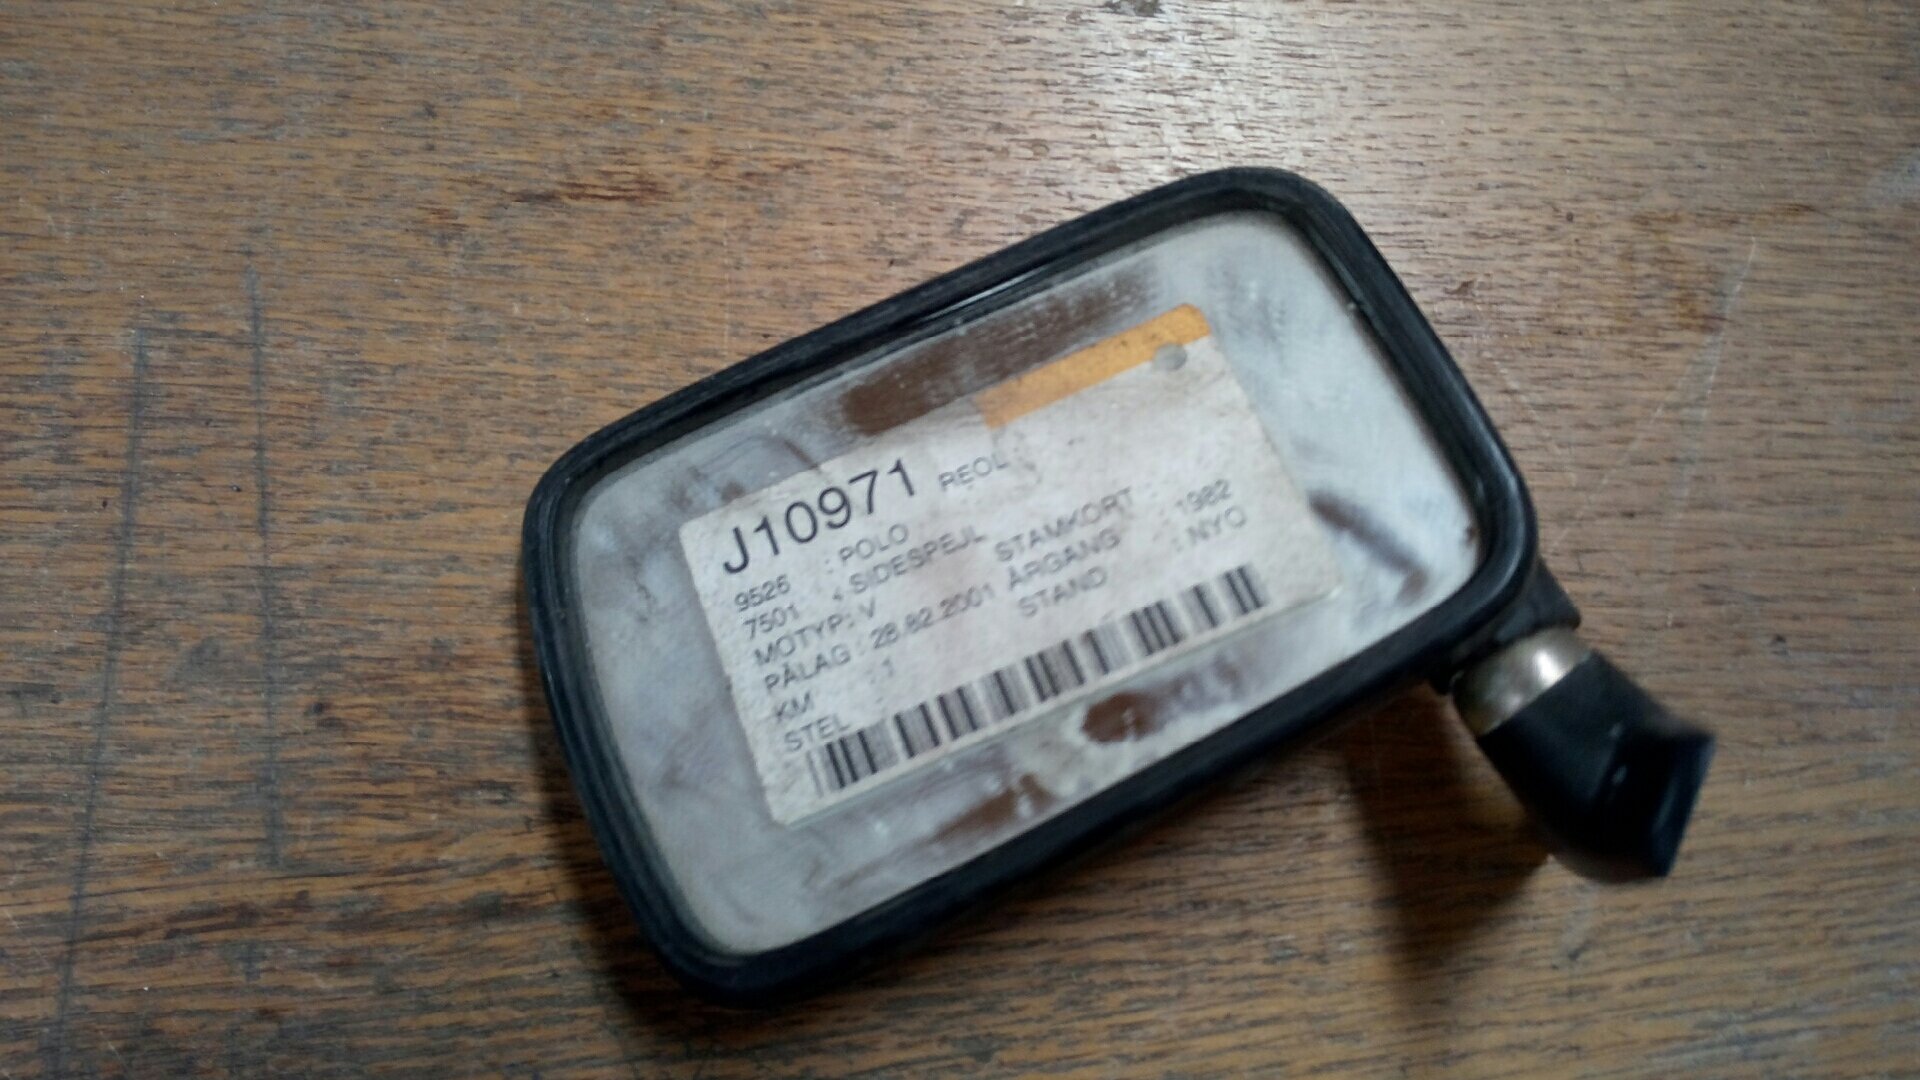 J10971 REOL :
9526 : POLO
7501 : SIDESPEJL STAMKORT :
MOTYP: V ÅRGANG : 1982
PÅLAG : 28.02.2001 STAND : NYO
KM : 1
STEL :